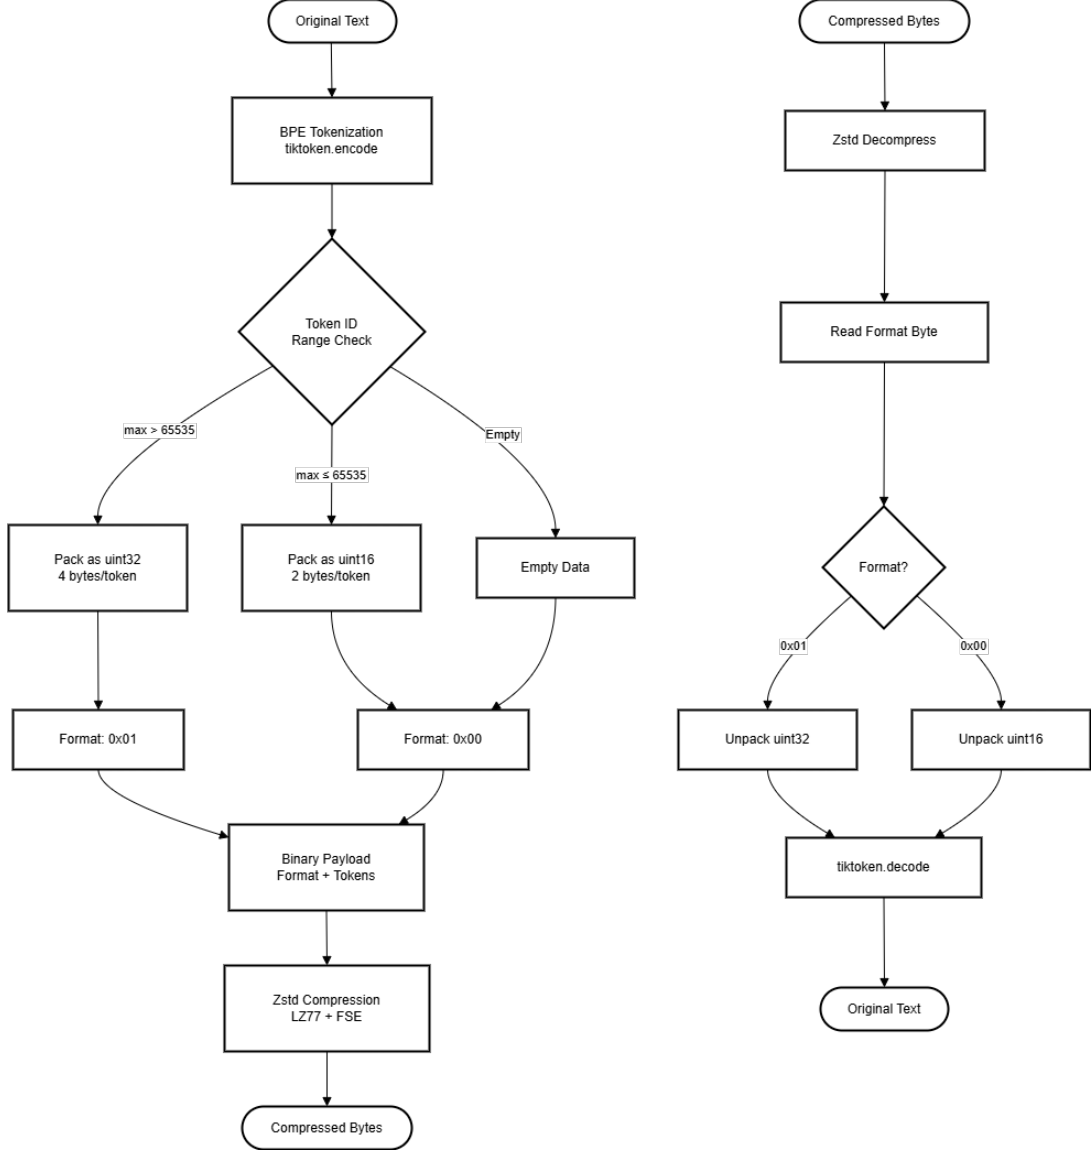 Original Text
BPE Tokenization
tiktoken.encode
Token ID
Range Check
max > 65535
max ≤ 65535
Empty
Pack as uint32
4 bytes/token
Pack as uint16
2 bytes/token
Empty Data
Format: 0x01
Format: 0x00
Binary Payload
Format + Tokens
Zstd Compression
LZ77 + FSE
Compressed Bytes
Compressed Bytes
Zstd Decompress
Read Format Byte
Format?
0x01
0x00
Unpack uint32
Unpack uint16
tiktoken.decode
Original Text